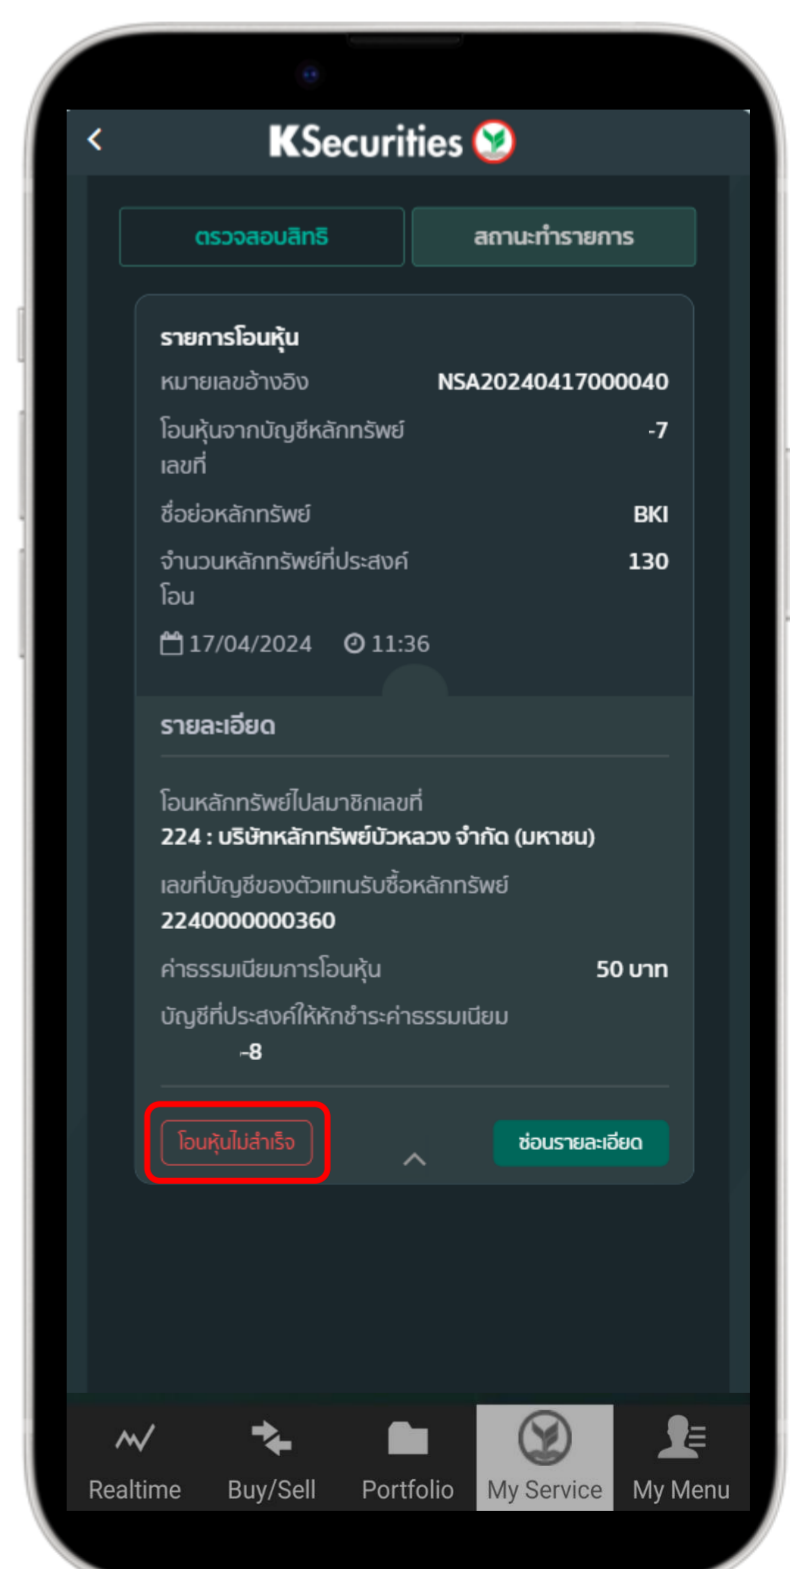 KSecurities
ตรวจสอบสิทธิ
สถานะทำรายการ
รายการโอนหุ้น
หมายเลขอ้างอิง NSA20240417000040
โอนหุ้นจากบัญชีหลักทรัพย์ -7
เลขที่
ชื่อย่อหลักทรัพย์ BKI
จำนวนหลักทรัพย์ที่ประสงค์ 130
โอน
17/04/2024 11:36
รายละเอียด
โอนหลักทรัพย์ไปสมาชิกเลขที่
224 : บริษัทหลักทรัพย์บัวหลวง จำกัด (มหาชน)
เลขที่บัญชีของตัวแทนรับซื้อหลักทรัพย์
2240000000360
ค่าธรรมเนียมการโอนหุ้น 50 บาท
บัญชีที่ประสงค์ให้หักชำระค่าธรรมเนียม
-8
โอนหุ้นไม่สำเร็จ
ซ่อนรายละเอียด
Realtime Buy/Sell Portfolio My Service My Menu